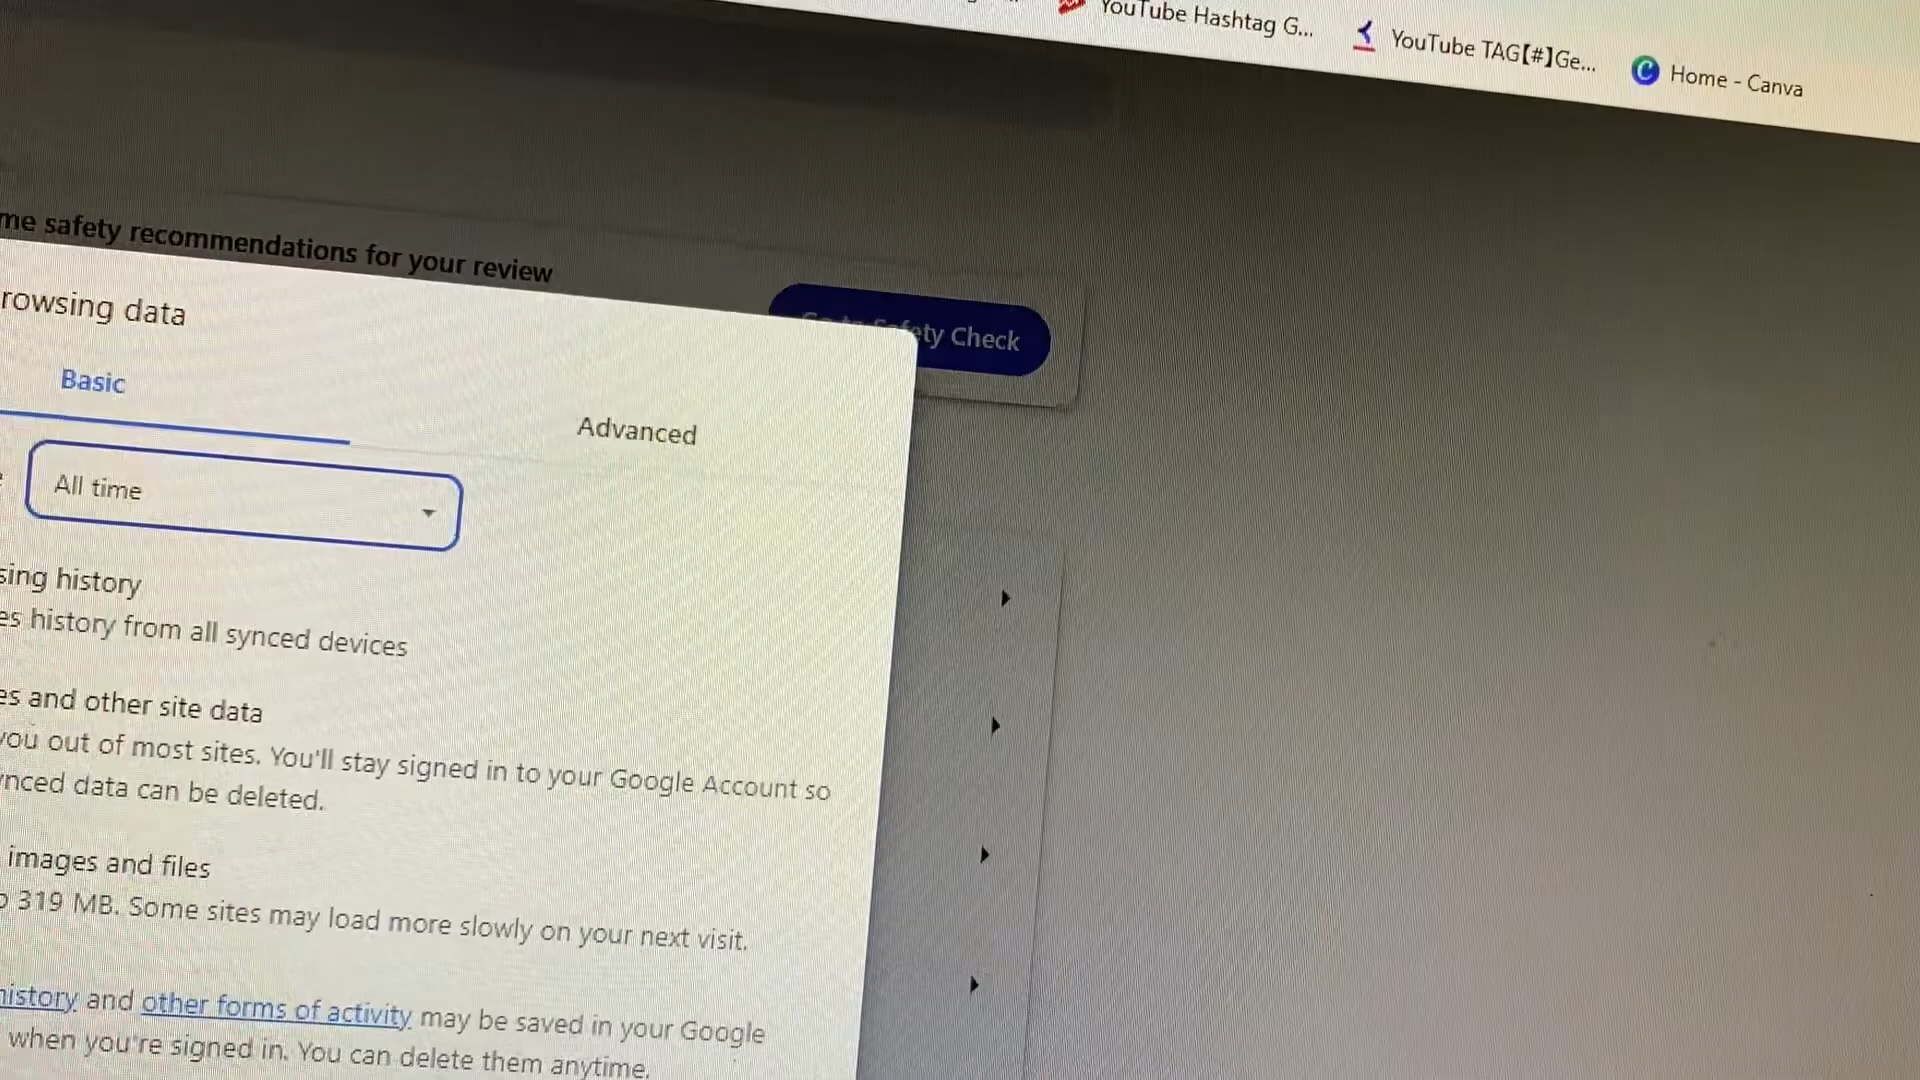 YouTube Hashtag G...
YouTube TAG【#】Ge...
Home - Canva
me safety recommendations for your review
Go to Safety Check
rowsing data
Basic
Advanced
All time
sing history
es history from all synced devices
es and other site data
you out of most sites. You'll stay signed in to your Google Account so
ynced data can be deleted.
images and files
o 319 MB. Some sites may load more slowly on your next visit.
history and other forms of activity may be saved in your Google
when you're signed in. You can delete them anytime.